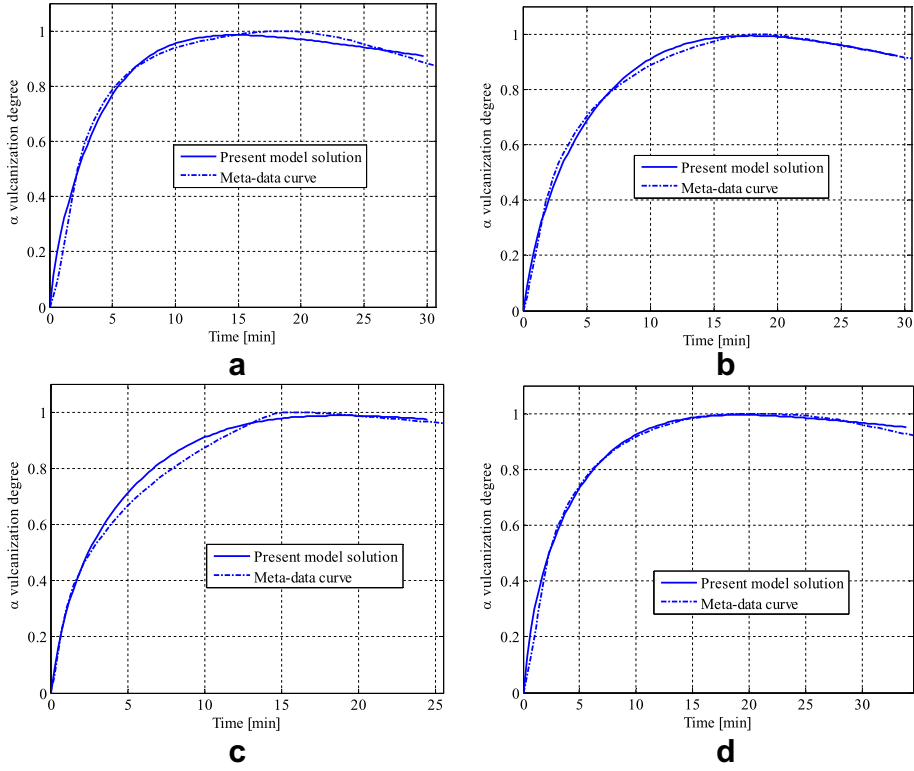 1
0.8
0.6
0.4
0.2
0
α vulcanization degree
Present model solution
Meta-data curve
0 5 10 15 20 25 30
Time [min]
a
1
0.8
0.6
0.4
0.2
0
α vulcanization degree
Present model solution
Meta-data curve
0 5 10 15 20 25 30
Time [min]
b
1
0.8
0.6
0.4
0.2
0
α vulcanization degree
Present model solution
Meta-data curve
0 5 10 15 20 25
Time [min]
c
1
0.8
0.6
0.4
0.2
0
α vulcanization degree
Present model solution
Meta-data curve
0 5 10 15 20 25 30
Time [min]
d